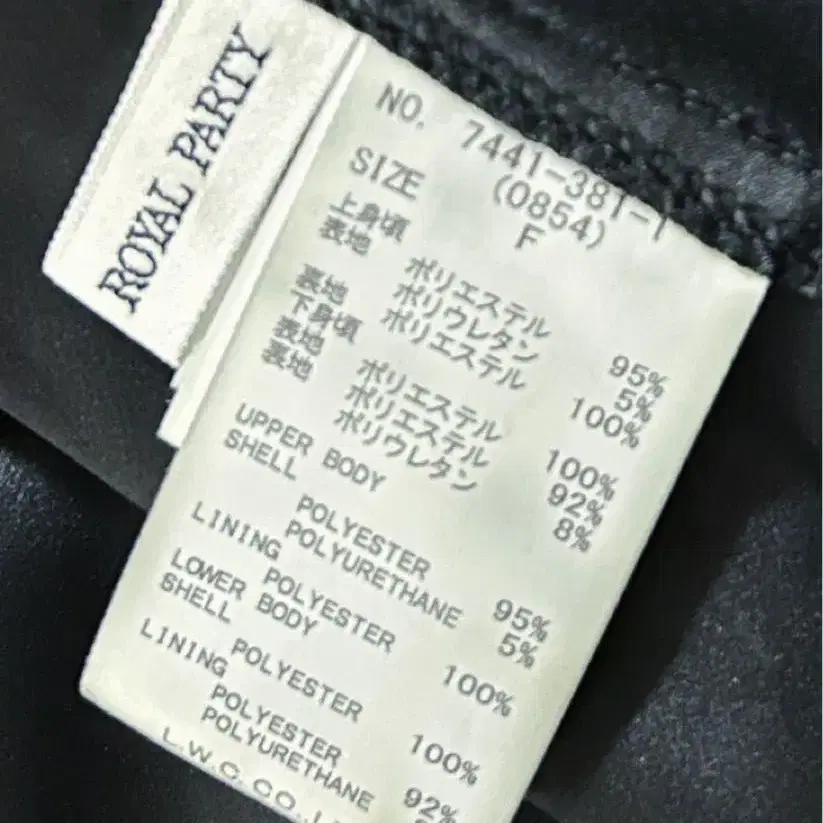 ROYAL PARTY
NO. 7441-381-1
(0854)
SIZE F
上身頃
表地 ポリエステル 95%
ポリウレタン 5%
裏地 ポリエステル 100%
下身頃
表地 ポリエステル 100%
裏地 ポリエステル 92%
ポリウレタン 8%
UPPER BODY
SHELL
POLYESTER 95%
POLYURETHANE 5%
LINING
POLYESTER 100%
LOWER BODY
SHELL
POLYESTER 100%
LINING
POLYESTER 92%
POLYURETHANE
L.W.C.CO.,L